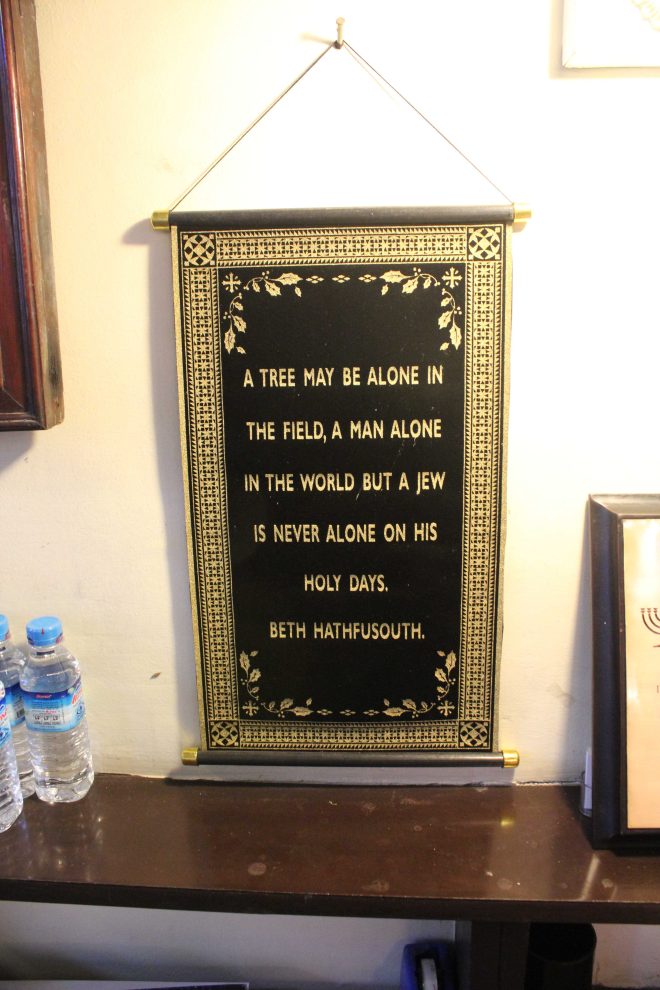 A TREE MAY BE ALONE IN
THE FIELD, A MAN ALONE
IN THE WORLD BUT A JEW
IS NEVER ALONE ON HIS
HOLY DAYS.
BETH HATHFUSOUTH.